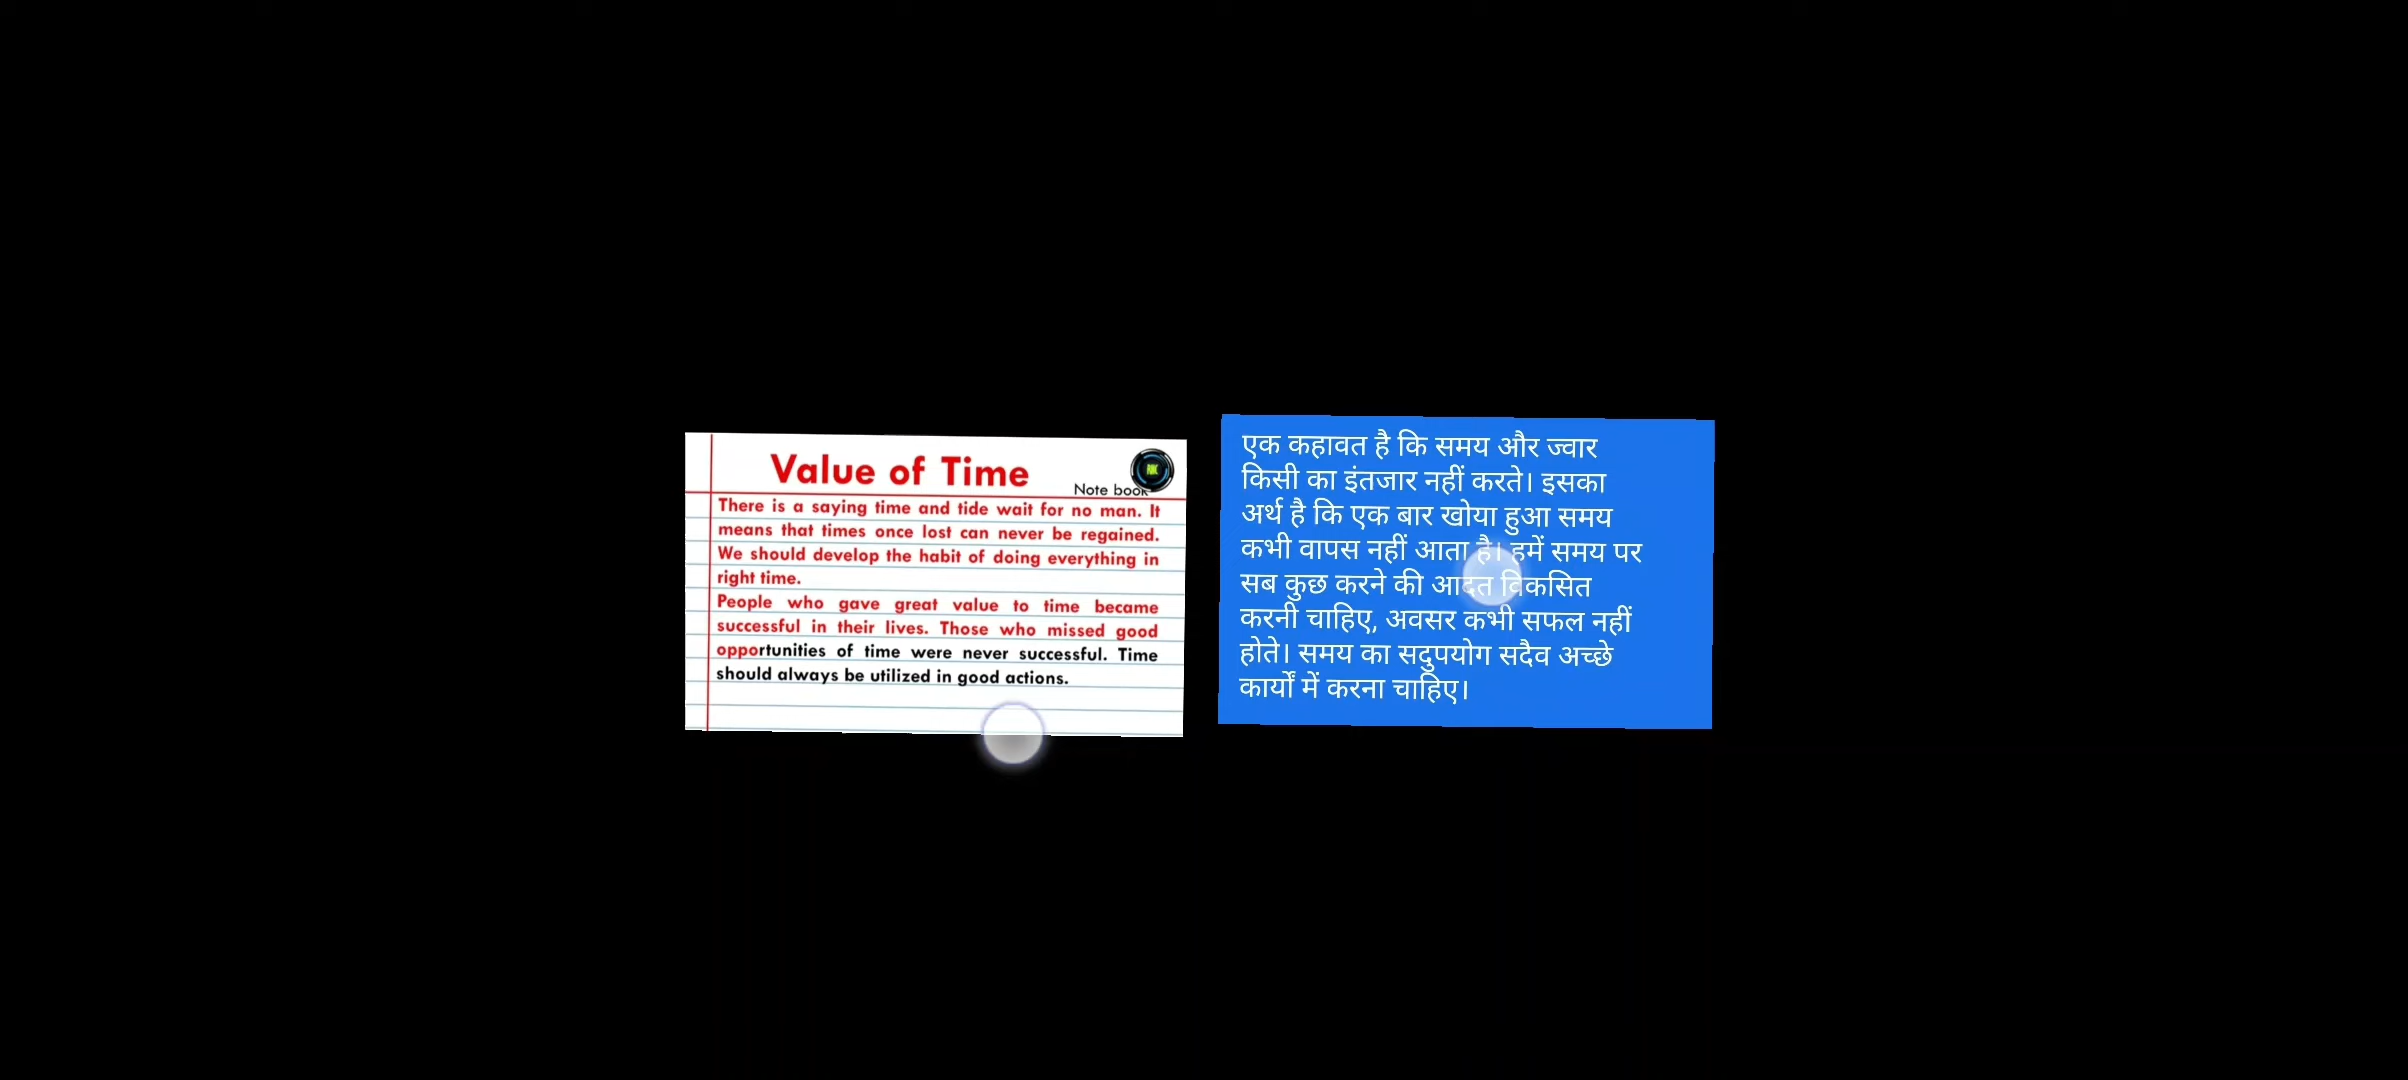 Value of Time
Note book
There is a saying time and tide wait for no man. It
means that times once lost can never be regained.
We should develop the habit of doing everything in
right time.
People who gave great value to time became
successful in their lives. Those who missed good
opportunities of time were never successful. Time
should always be utilized in good actions.
एक कहावत है कि समय और ज्वार
किसी का इंतजार नहीं करते। इसका
अर्थ है कि एक बार खोया हुआ समय
कभी वापस नहीं आता है। हमें समय पर
सब कुछ करने की आदत विकसित
करनी चाहिए, अवसर कभी सफल नहीं
होते। समय का सदुपयोग सदैव अच्छे
कार्यों में करना चाहिए।